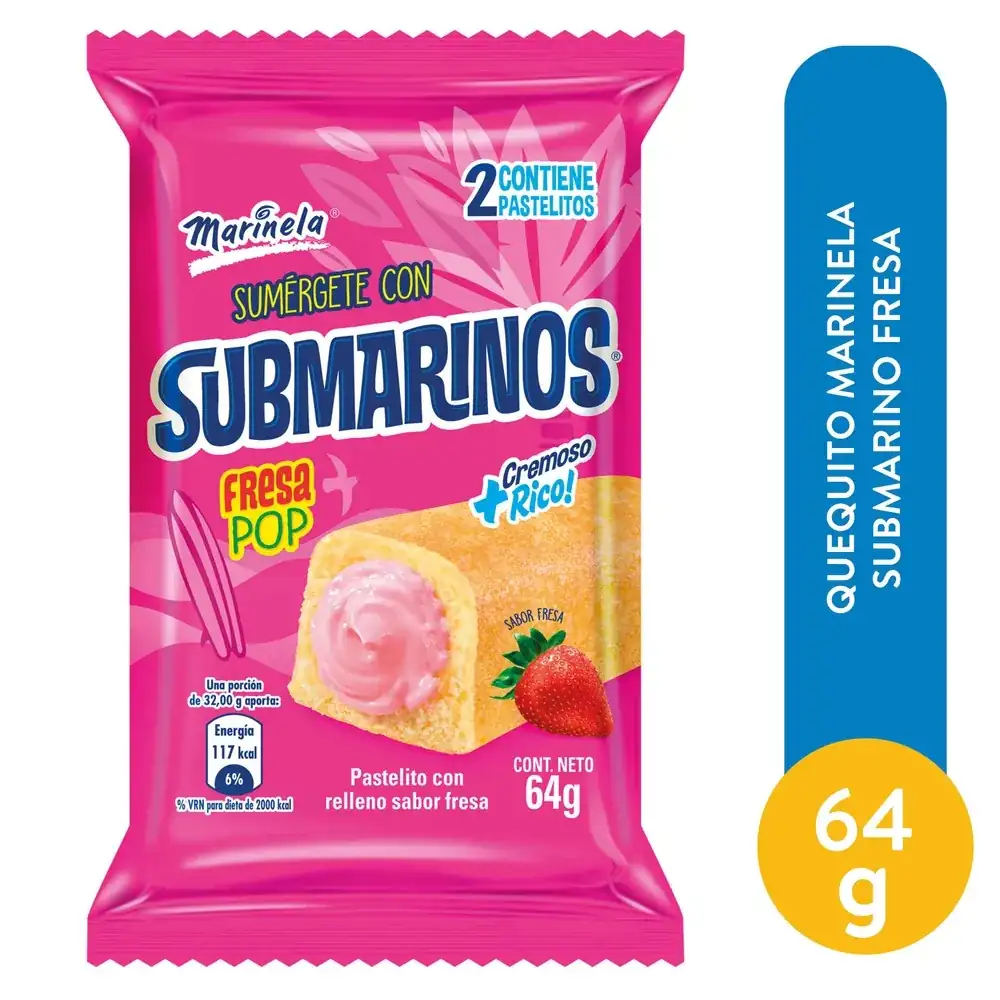 Marinela®
2 CONTIENE
PASTELITOS
SUMÉRGETE CON
SUBMARINOS®
FRESA
POP
+ Cremoso
Rico!
SABOR FRESA
Una porción
de 32,00 g aporta:
Energía
117 kcal
6%
% VRN para dieta de 2000 kcal
Pastelito con
relleno sabor fresa
CONT. NETO
64g
QUEQUITO MARINELA
SUBMARINO FRESA
64
g